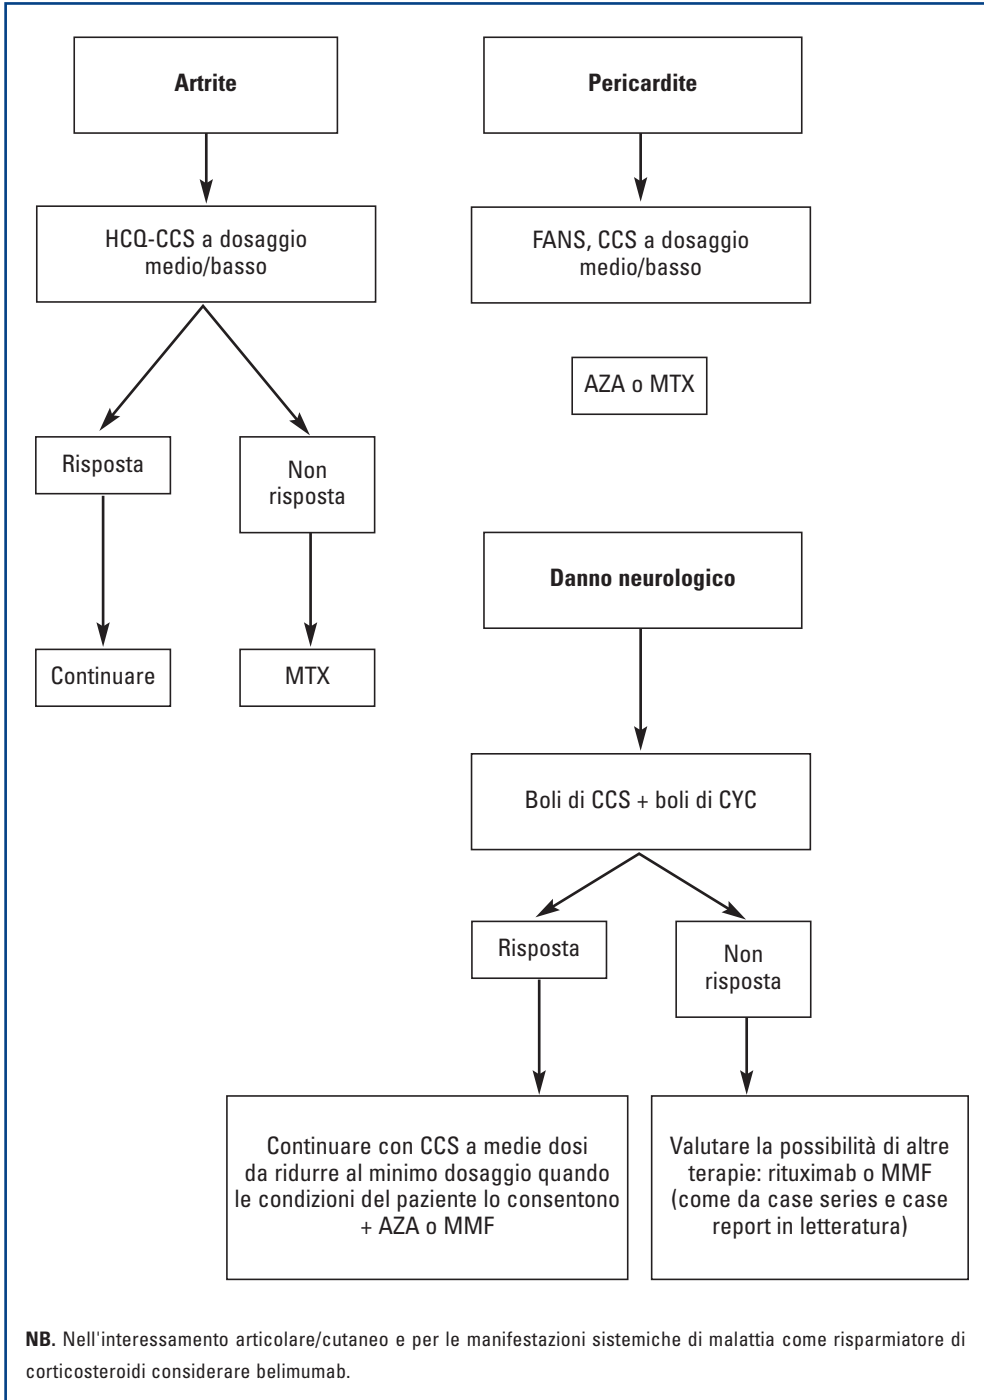 Artrite
HCQ-CCS a dosaggio
medio/basso
Risposta
Non
risposta
Continuare
MTX
Pericardite
FANS, CCS a dosaggio
medio/basso
AZA o MTX
Danno neurologico
Boli di CCS + boli di CYC
Risposta
Non
risposta
Continuare con CCS a medie dosi
da ridurre al minimo dosaggio quando
le condizioni del paziente lo consentono
+ AZA o MMF
Valutare la possibilità di altre
terapie: rituximab o MMF
(come da case series e case
report in letteratura)
NB. Nell'interessamento articolare/cutaneo e per le manifestazioni sistemiche di malattia come risparmiatore di
corticosteroidi considerare belimumab.